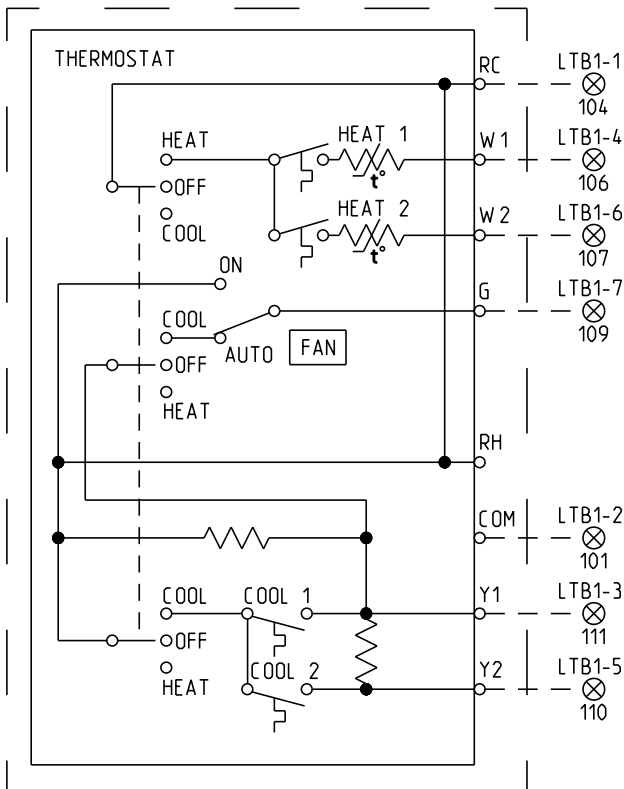 THERMOSTAT
RC
LTB1-1
104
HEAT
HEAT 1
W1
LTB1-4
t°
106
OFF
COOL
HEAT 2
W2
LTB1-6
t°
107
ON
G
LTB1-7
109
COOL
AUTO
FAN
OFF
HEAT
RH
COM
LTB1-2
101
COOL
COOL 1
Y1
LTB1-3
111
OFF
HEAT
COOL 2
Y2
LTB1-5
110